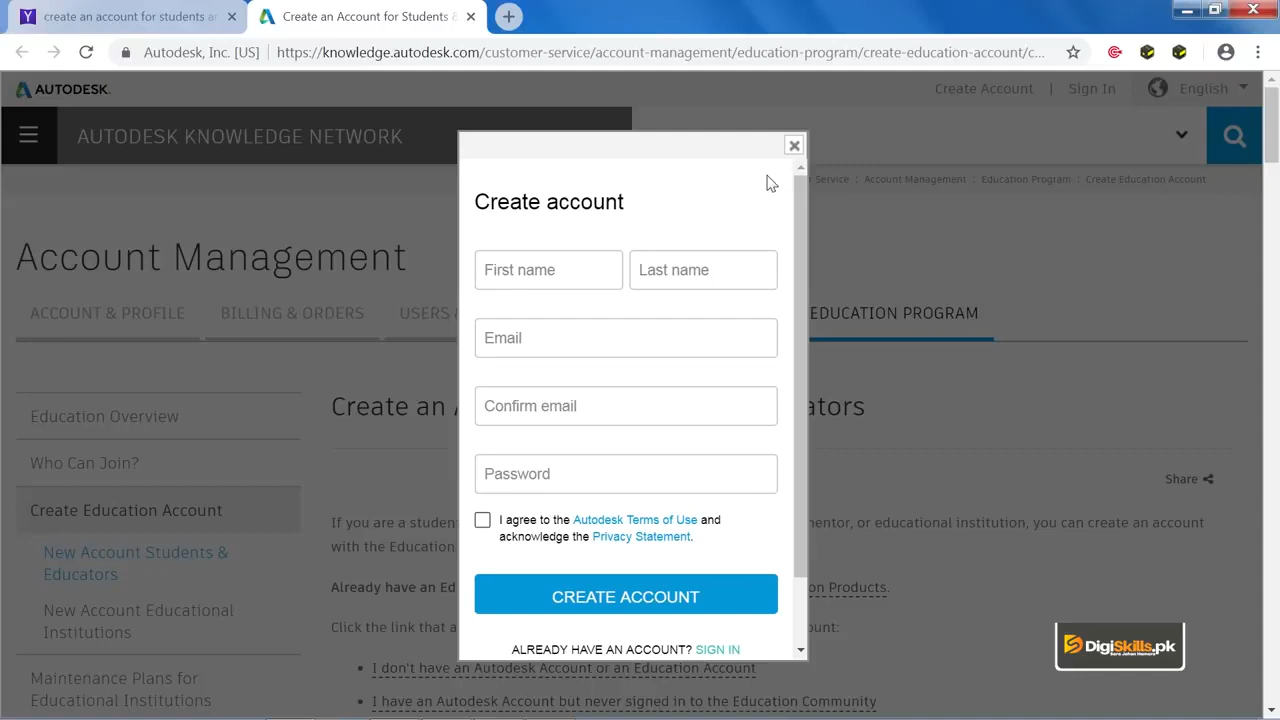 create an account for students ar
Create an Account for Students &
Autodesk, Inc. [US]
https://knowledge.autodesk.com/customer-service/account-management/education-program/create-education-account/c...
AUTODESK.
Create Account | Sign In
English
AUTODESK KNOWLEDGE NETWORK
Service : Account Management : Education Program : Create Education Account
Account Management
ACCOUNT & PROFILE
BILLING & ORDERS
USERS &
EDUCATION PROGRAM
Create account
First name
Last name
Email
Confirm email
Password
I agree to the Autodesk Terms of Use and
acknowledge the Privacy Statement.
CREATE ACCOUNT
ALREADY HAVE AN ACCOUNT? SIGN IN
Education Overview
Who Can Join?
Create Education Account
New Account Students &
Educators
New Account Educational
Institutions
Maintenance Plans for
Educational Institutions
Create an A
ators
Share
If you are a studen
mentor, or educational institution, you can create an account
with the Education
Already have an Ed
on Products.
Click the link that a
ount:
I don't have an Autodesk Account or an Education Account
I have an Autodesk Account but never signed in to the Education Community
DigiSkills.pk